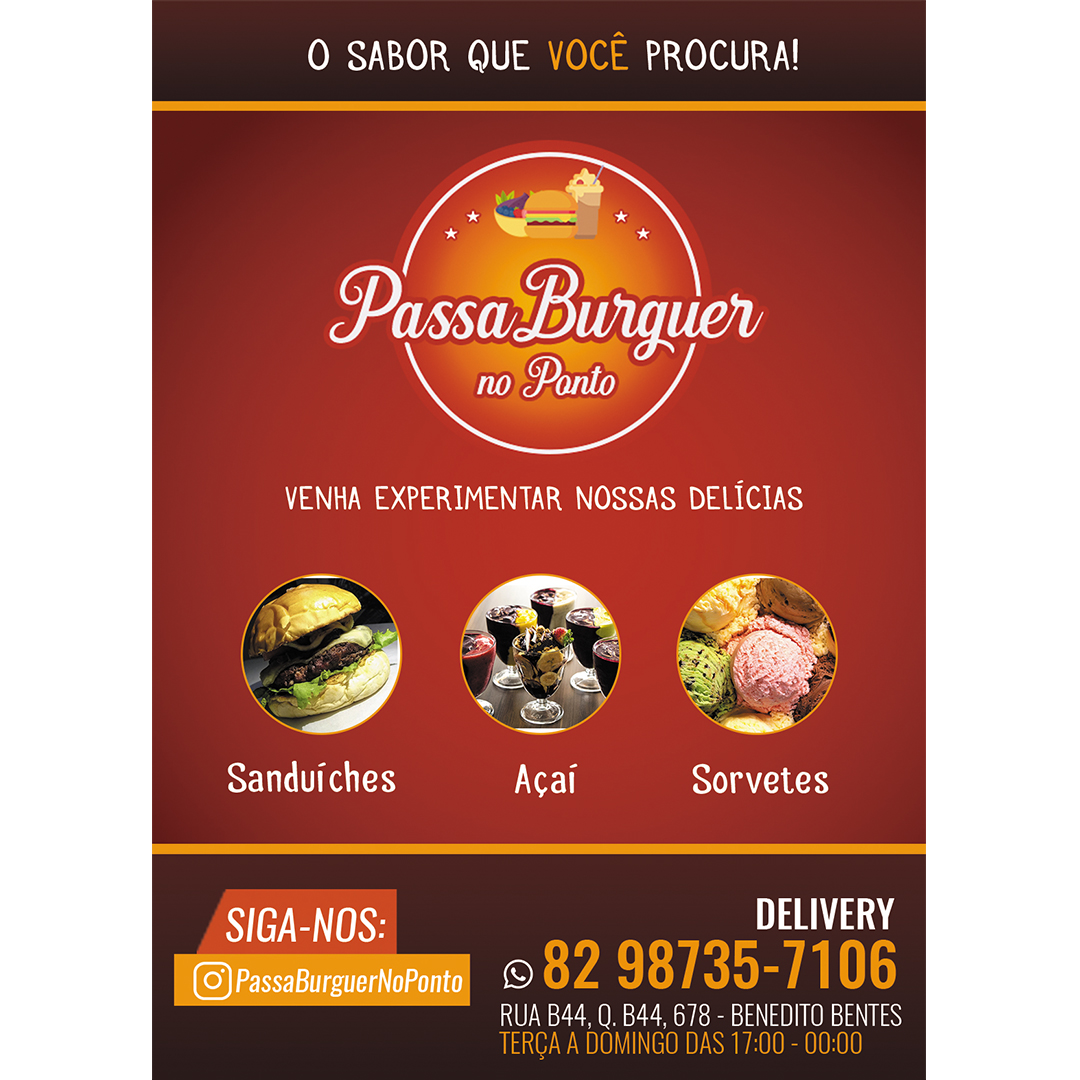 O SABOR QUE VOCÊ PROCURA!
PassaBurguer
no Ponto
VENHA EXPERIMENTAR NOSSAS DELÍCIAS
Sanduíches
Açaí
Sorvetes
SIGA-NOS:
PassaBurguerNoPonto
DELIVERY
82 98735-7106
RUA B44, Q. B44, 678 - BENEDITO BENTES
TERÇA A DOMINGO DAS 17:00 - 00:00